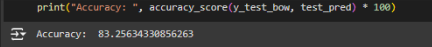 print("Accuracy: ", accuracy_score(y_test_bow, test_pred) * 100)
Accuracy:  83.25634330856263